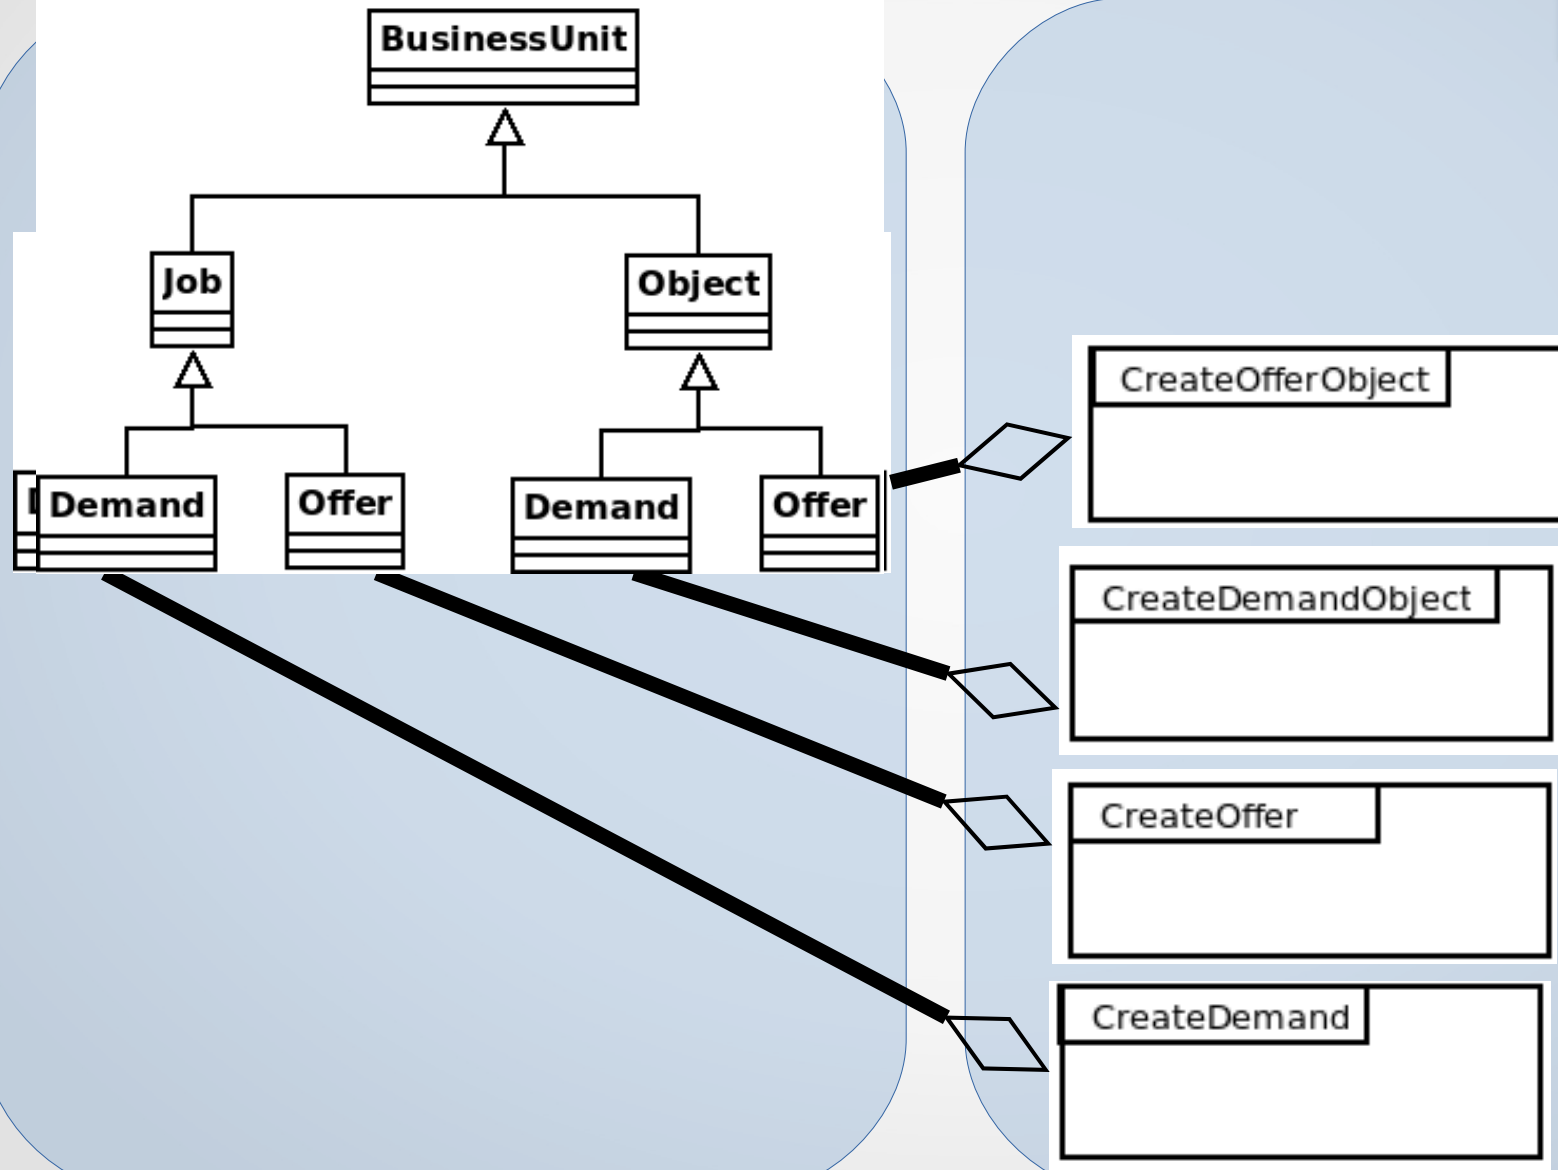 BusinessUnit
Job
Object
Demand
Offer
Demand
Offer
CreateOfferObject
CreateDemandObject
CreateOffer
CreateDemand